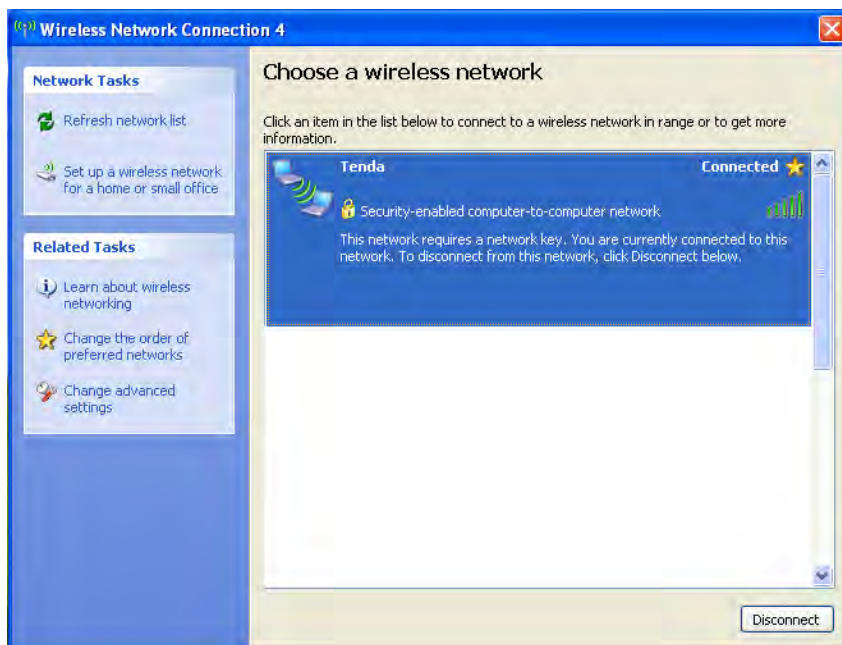 Wireless Network Connection 4
Network Tasks
Refresh network list
Set up a wireless network
for a home or small office
Related Tasks
Learn about wireless
networking
Change the order of
preferred networks
Change advanced
settings
Choose a wireless network
Click an item in the list below to connect to a wireless network in range or to get more
information.
Tenda Connected
Security-enabled computer-to-computer network
This network requires a network key. You are currently connected to this
network. To disconnect from this network, click Disconnect below.
Disconnect